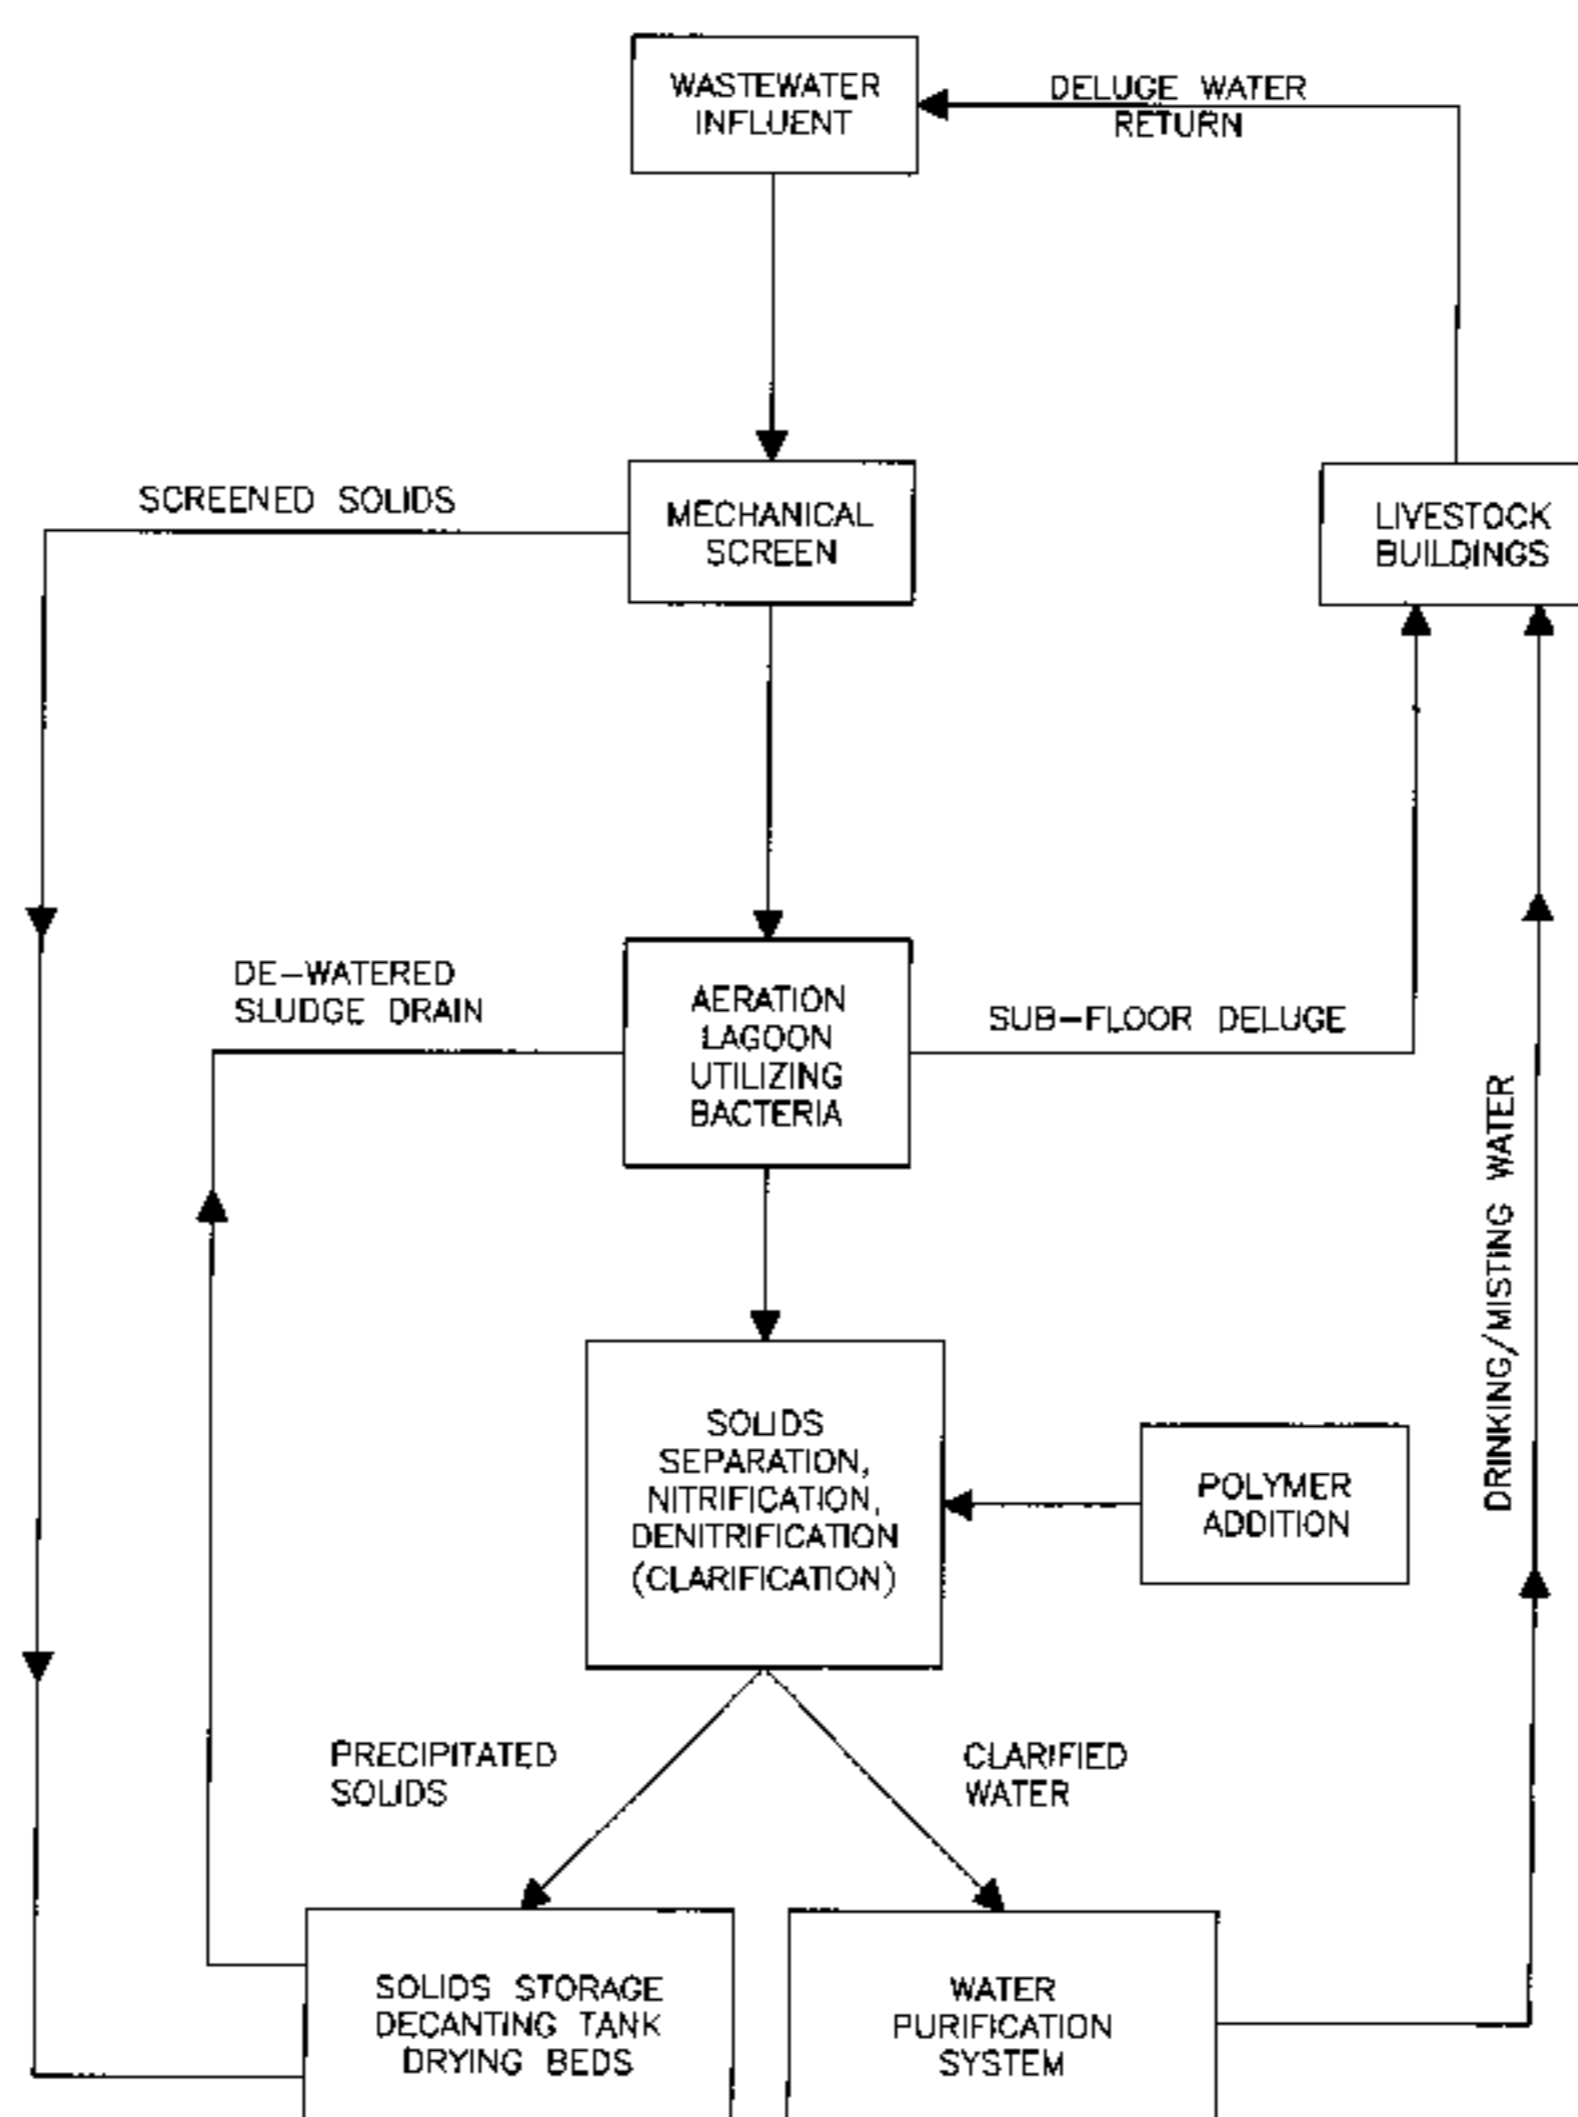 WASTEWATER
INFLUENT
DELUGE WATER
RETURN
SCREENED SOLIDS
MECHANICAL
SCREEN
LIVESTOCK
BUILDINGS
DE-WATERED
SLUDGE DRAIN
AERATION
LAGOON
UTILIZING
BACTERIA
SUB-FLOOR DELUGE
DRINKING/MISTING WATER
SOLIDS
SEPARATION,
NITRIFICATION,
DENITRIFICATION
(CLARIFICATION)
POLYMER
ADDITION
PRECIPITATED
SOLIDS
CLARIFIED
WATER
SOLIDS STORAGE
DECANTING TANK
DRYING BEDS
WATER
PURIFICATION
SYSTEM